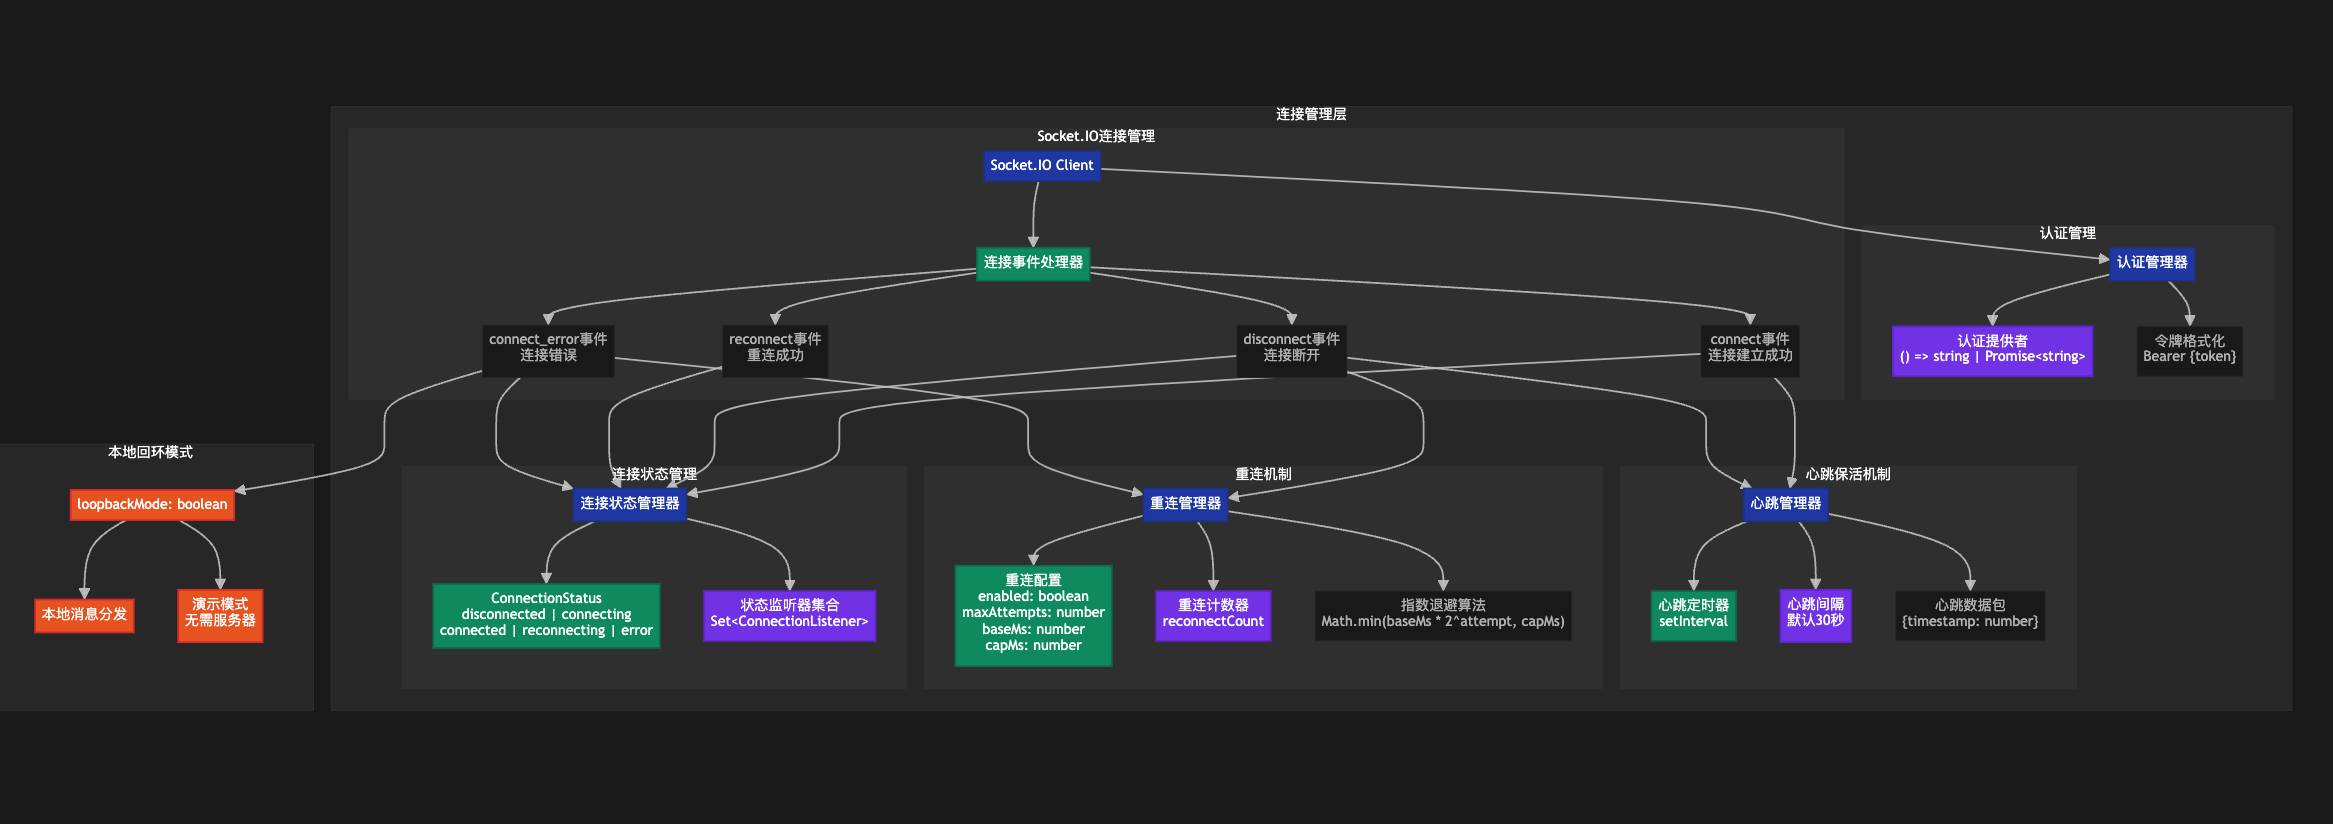 连接管理层
Socket.IO连接管理
Socket.IO Client
连接事件处理器
connect_error事件
连接错误
reconnect事件
重连成功
disconnect事件
连接断开
connect事件
连接建立成功
认证管理
认证管理器
认证提供者
() => string | Promise<string>
令牌格式化
Bearer {token}
本地回环模式
loopbackMode: boolean
本地消息分发
演示模式
无需服务器
连接状态管理
连接状态管理器
ConnectionStatus
disconnected | connecting
connected | reconnecting | error
状态监听器集合
Set<ConnectionListener>
重连机制
重连管理器
重连配置
enabled: boolean
maxAttempts: number
baseMs: number
capMs: number
重连计数器
reconnectCount
指数退避算法
Math.min(baseMs * 2^attempt, capMs)
心跳保活机制
心跳管理器
心跳定时器
setInterval
心跳间隔
默认30秒
心跳数据包
{timestamp: number}